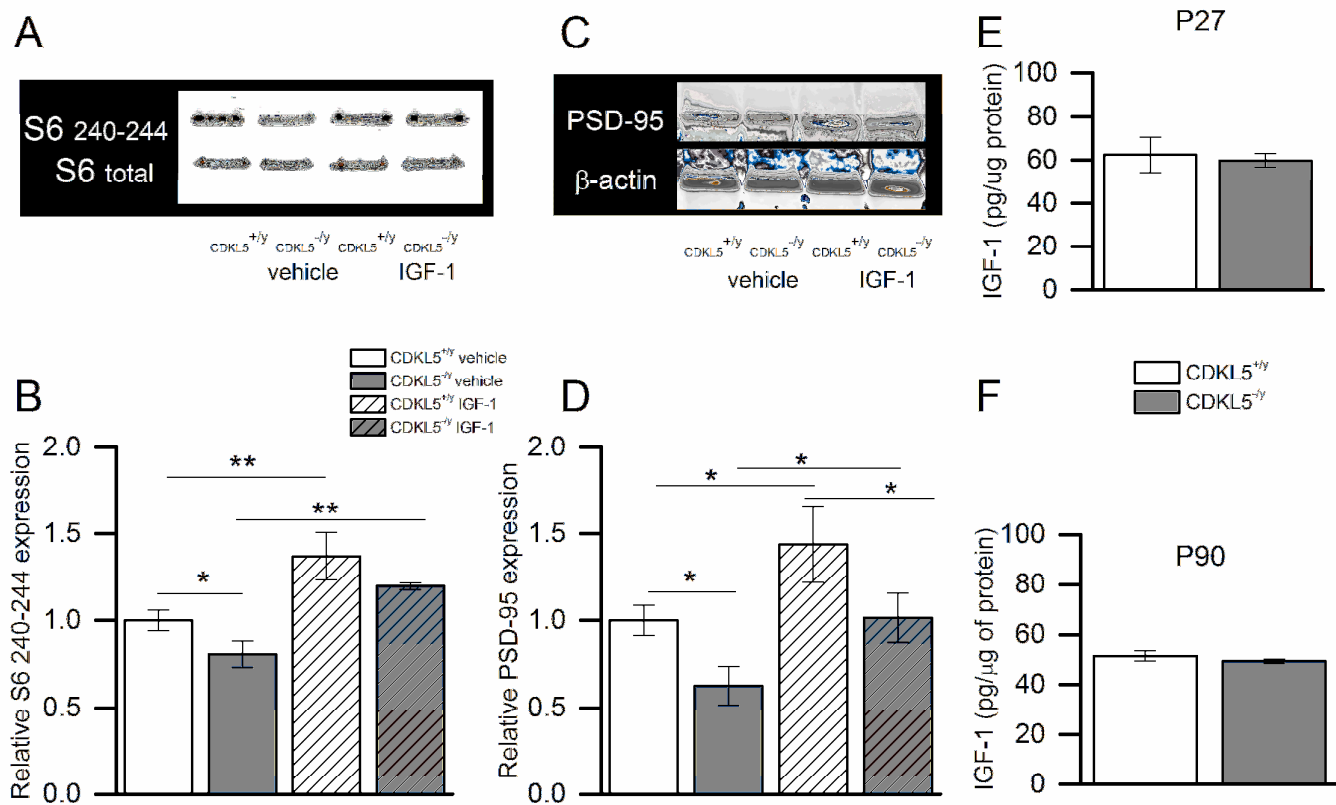 A
S6 240-244
S6 total
CDKL5+/y CDKL5-/y CDKL5+/y CDKL5-/y
vehicle IGF-1
C
PSD-95
β-actin
CDKL5+/y CDKL5-/y CDKL5+/y CDKL5-/y
vehicle IGF-1
E
P27
IGF-1 (pg/ug protein)
100
80
60
40
20
0
CDKL5+/y vehicle
CDKL5-/y vehicle
CDKL5+/y IGF-1
CDKL5-/y IGF-1
B
Relative S6 240-244 expression
2.0
1.5
1.0
0.5
0.0
**
**
*
D
Relative PSD-95 expression
2.0
1.5
1.0
0.5
0.0
*
*
*
*
CDKL5+/y
CDKL5-/y
F
P90
IGF-1 (pg/μg of protein)
100
80
60
40
20
0